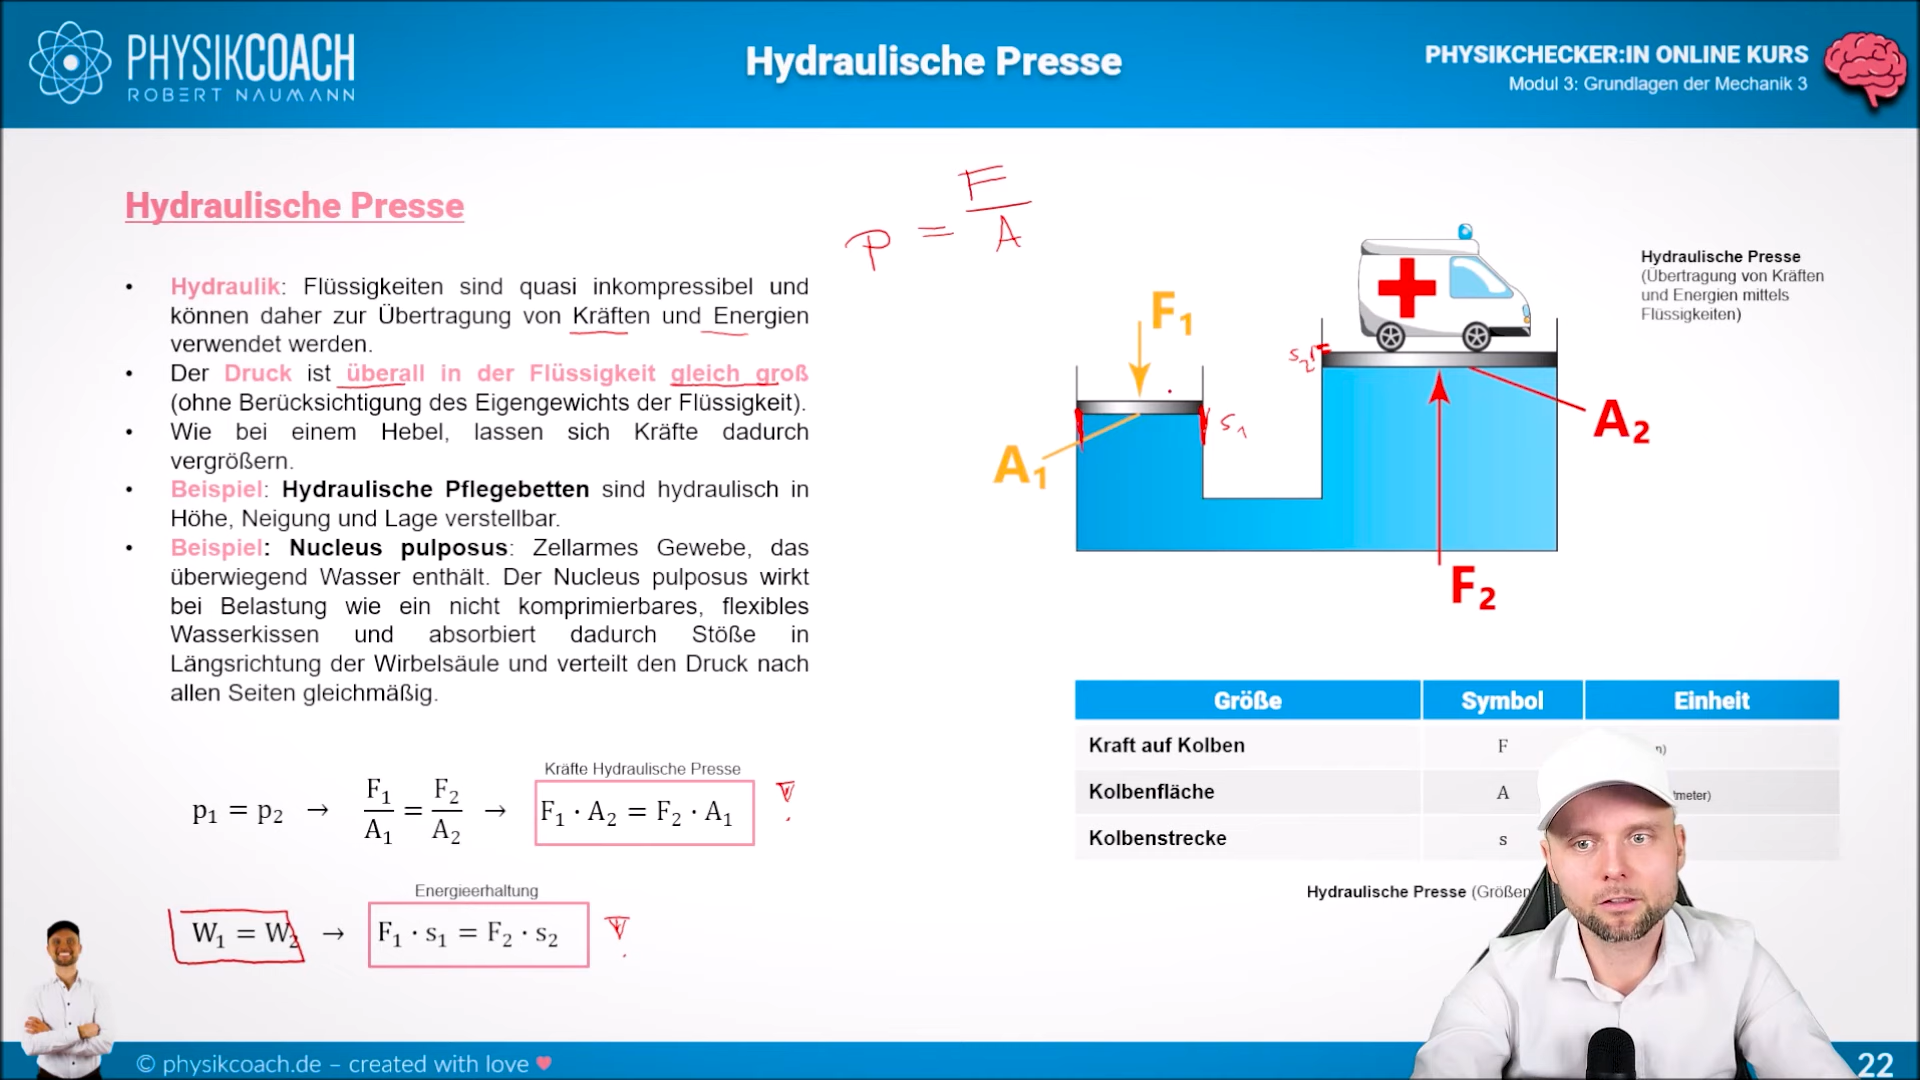 PHYSIKCOACH
ROBERT NAUMANN
Hydraulische Presse
PHYSIKCHECKER:IN ONLINE KURS
Modul 3: Grundlagen der Mechanik 3
Hydraulische Presse
• Hydraulik: Flüssigkeiten sind quasi inkompressibel und
können daher zur Übertragung von Kräften und Energien
verwendet werden.
• Der Druck ist überall in der Flüssigkeit gleich groß
(ohne Berücksichtigung des Eigengewichts der Flüssigkeit).
• Wie bei einem Hebel, lassen sich Kräfte dadurch
vergrößern.
• Beispiel: Hydraulische Pflegebetten sind hydraulisch in
Höhe, Neigung und Lage verstellbar.
• Beispiel: Nucleus pulposus: Zellarmes Gewebe, das
überwiegend Wasser enthält. Der Nucleus pulposus wirkt
bei Belastung wie ein nicht komprimierbares, flexibles
Wasserkissen und absorbiert dadurch Stöße in
Längsrichtung der Wirbelsäule und verteilt den Druck nach
allen Seiten gleichmäßig.
Kräfte Hydraulische Presse
p₁ = p₂ → F₁/A₁ = F₂/A₂ → F₁ · A₂ = F₂ · A₁
Energieerhaltung
W₁ = W₂ → F₁ · s₁ = F₂ · s₂
p = F/A
F₁
A₁
s₁
s₂
A₂
F₂
Hydraulische Presse
(Übertragung von Kräften
und Energien mittels
Flüssigkeiten)
Größe Symbol Einheit
Kraft auf Kolben F n)
Kolbenfläche A meter)
Kolbenstrecke s
Hydraulische Presse (Größen
© physikcoach.de – created with love
22